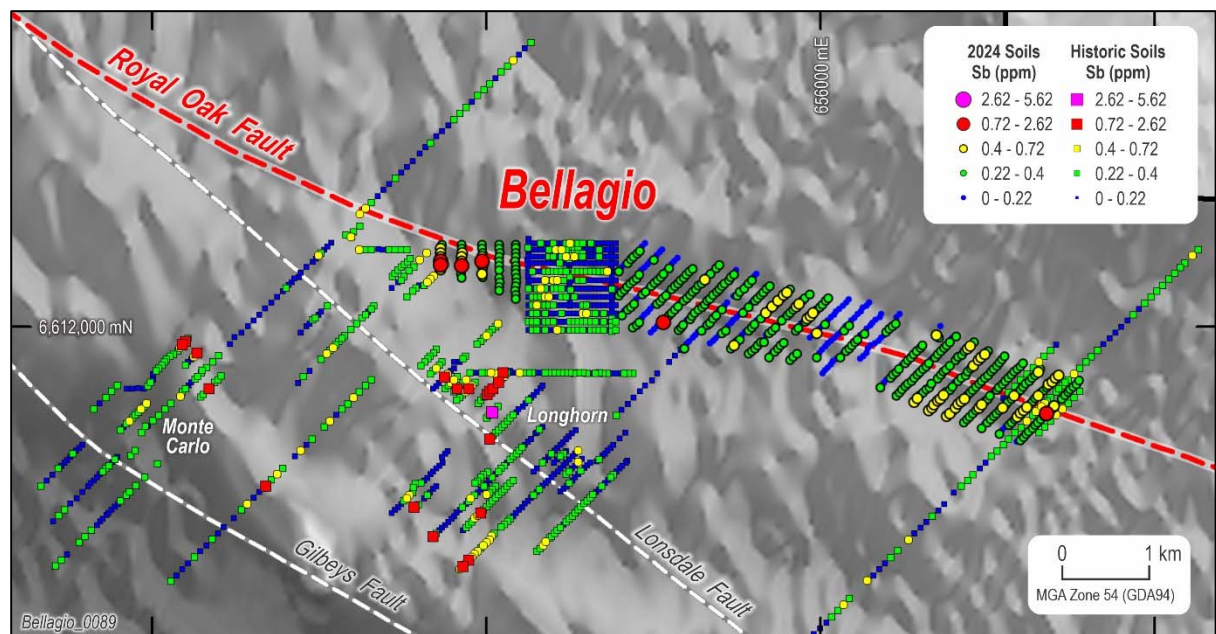 Royal Oak Fault
656000 mE
2024 Soils Historic Soils
Sb (ppm) Sb (ppm)
2.62 - 5.62 2.62 - 5.62
0.72 - 2.62 0.72 - 2.62
0.4 - 0.72 0.4 - 0.72
0.22 - 0.4 0.22 - 0.4
0 - 0.22 0 - 0.22
Bellagio
6,612,000 mN
Monte
Carlo
Longhorn
Gilbeys Fault
Lonsdale Fault
0 1 km
MGA Zone 54 (GDA94)
Bellagio_0089